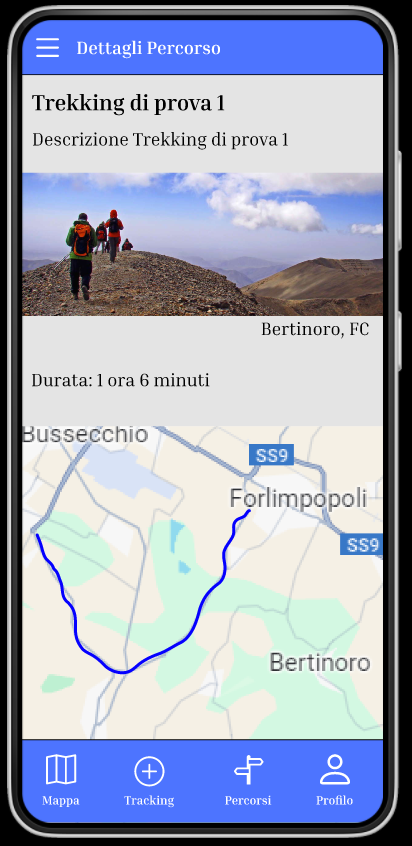 Dettagli Percorso
Trekking di prova 1
Descrizione Trekking di prova 1
Bertinoro, FC
Durata: 1 ora 6 minuti
Bussecchio
SS9
Forlimpopoli
SS9
Bertinoro
Mappa
Tracking
Percorsi
Profilo